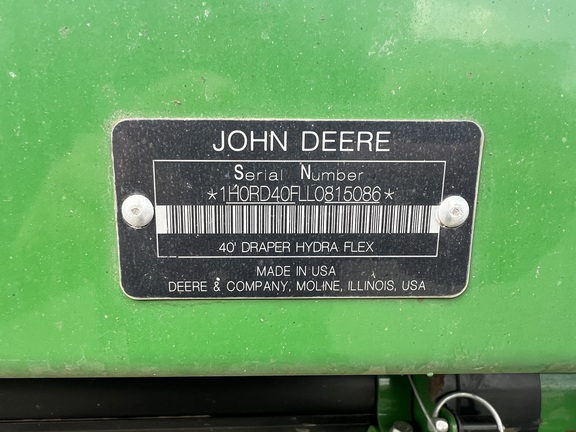 JOHN DEERE
Serial Number
*1H0RD40FLL0815086*
40' DRAPER HYDRA FLEX
MADE IN USA
DEERE & COMPANY, MOLINE, ILLINOIS, USA